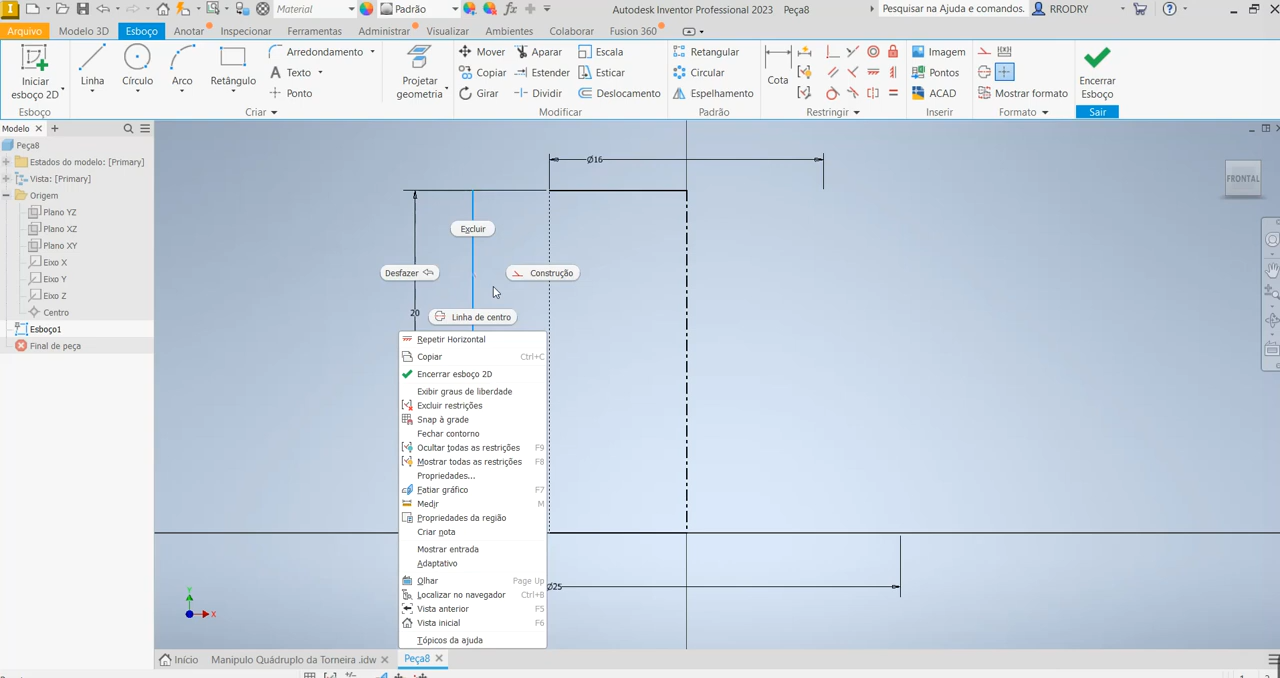 Material
Padrão
Autodesk Inventor Professional 2023
Peça8
Pesquisar na Ajuda e comandos.
RRODRY
Arquivo
Modelo 3D
Esboço
Anotar
Inspecionar
Ferramentas
Administrar
Visualizar
Ambientes
Colaborar
Fusion 360
Iniciar
esboço 2D
Linha
Círculo
Arco
Retângulo
Arredondamento
Texto
Ponto
Projetar
geometria
Mover
Copiar
Girar
Aparar
Estender
Dividir
Escala
Esticar
Deslocamento
Retangular
Circular
Espelhamento
Cota
Imagem
Pontos
ACAD
Mostrar formato
Encerrar
Esboço
Esboço
Criar
Modificar
Padrão
Restringir
Inserir
Formato
Sair
Modelo
Peça8
Estados do modelo: [Primary]
Vista: [Primary]
Origem
Plano YZ
Plano XZ
Plano XY
Eixo X
Eixo Y
Eixo Z
Centro
Esboço1
Final de peça
Ø16
FRONTAL
Excluir
Desfazer
Construção
20
Linha de centro
Repetir Horizontal
Copiar Ctrl+C
Encerrar esboço 2D
Exibir graus de liberdade
Excluir restrições
Snap à grade
Fechar contorno
Ocultar todas as restrições F9
Mostrar todas as restrições F8
Propriedades...
Fatiar gráfico F7
Medir M
Propriedades da região
Criar nota
Mostrar entrada
Adaptativo
Olhar Page Up
Localizar no navegador Ctrl+B
Vista anterior F5
Vista inicial F6
Tópicos da ajuda
Ø25
Y
X
Início
Manipulo Quádruplo da Torneira .idw
Peça8